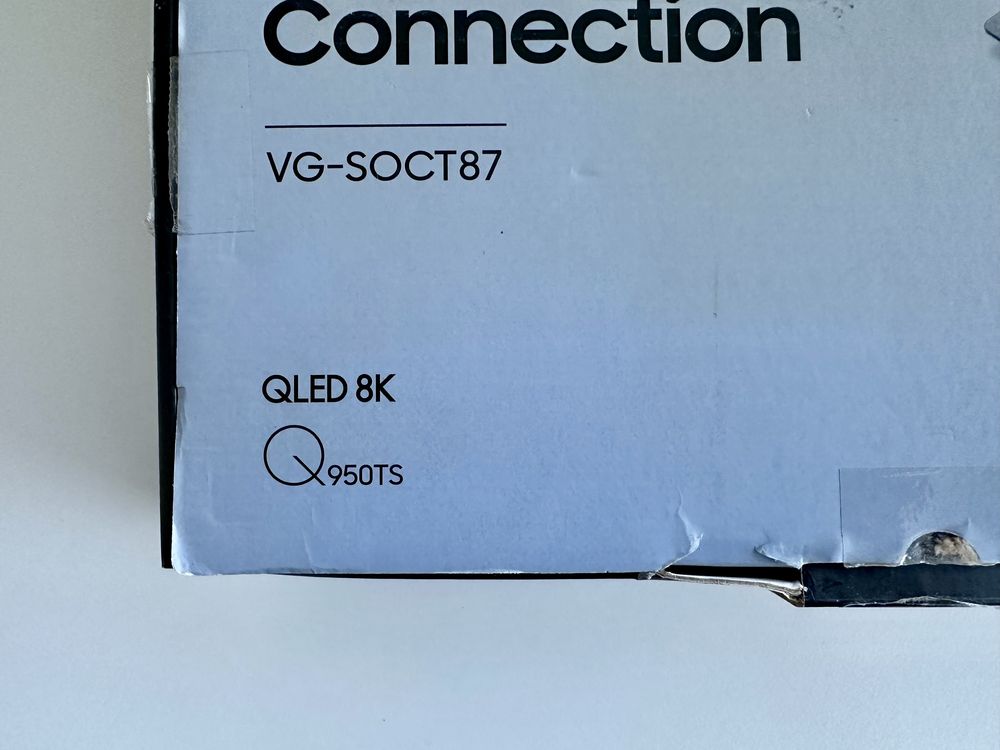 Connection
VG-SOCT87
QLED 8K
Q950TS